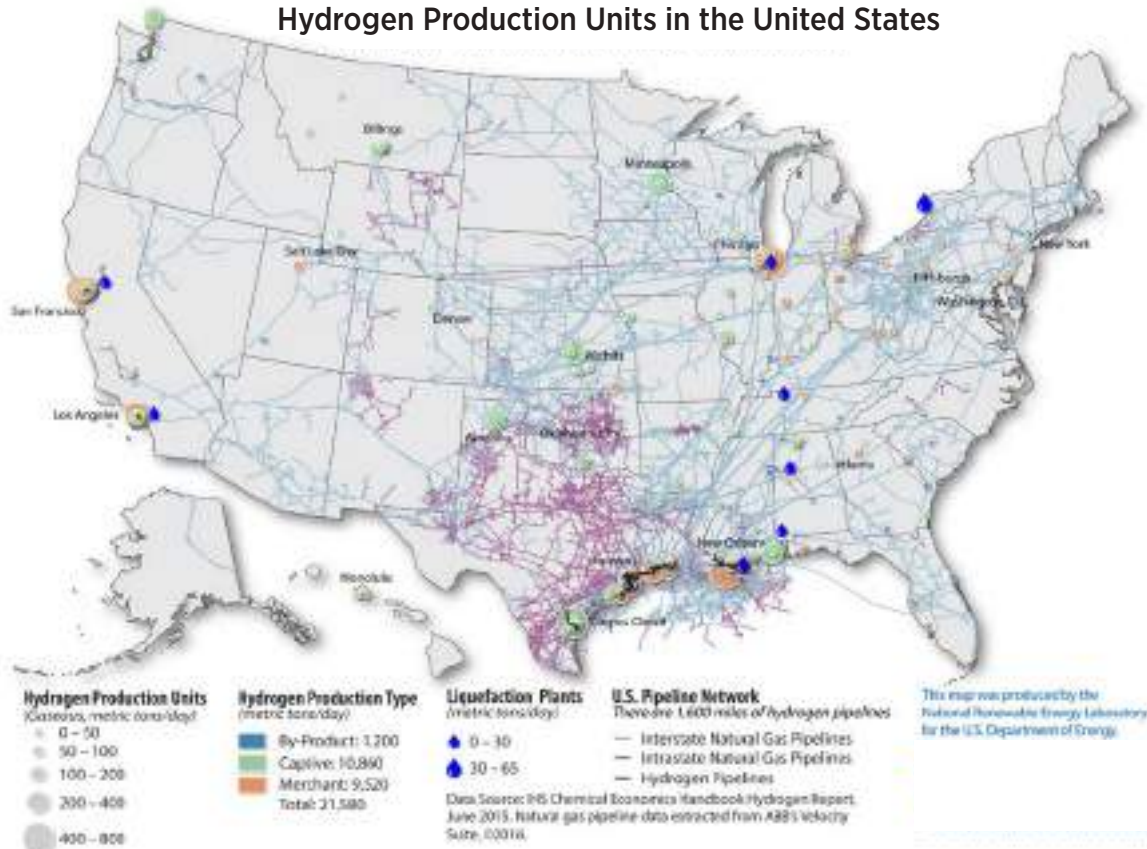 Hydrogen Production Units in the United States
Billings
Minneapolis
Chicago
New York
Salt Lake City
Pittsburgh
Washington, D.C.
San Francisco
Denver
Wichita
Los Angeles
Oklahoma City
Atlanta
New Orleans
Honolulu
Corpus Christi
Hydrogen Production Units
(Gaseous, metric tons/day)
0 – 50
50 – 100
100 – 200
200 – 400
400 – 800
Hydrogen Production Type
(metric tons/day)
By-Product: 1,200
Captive: 10,860
Merchant: 9,520
Total: 21,580
Liquefaction Plants
(metric tons/day)
0 – 30
30 – 65
U.S. Pipeline Network
There are 1,600 miles of hydrogen pipelines
Interstate Natural Gas Pipelines
Intrastate Natural Gas Pipelines
Hydrogen Pipelines
Data Source: IHS Chemical Economics Handbook Hydrogen Report,
June 2015. Natural gas pipeline data extracted from ABB's Velocity
Suite, ©2016.
This map was produced by the
National Renewable Energy Laboratory
for the U.S. Department of Energy.